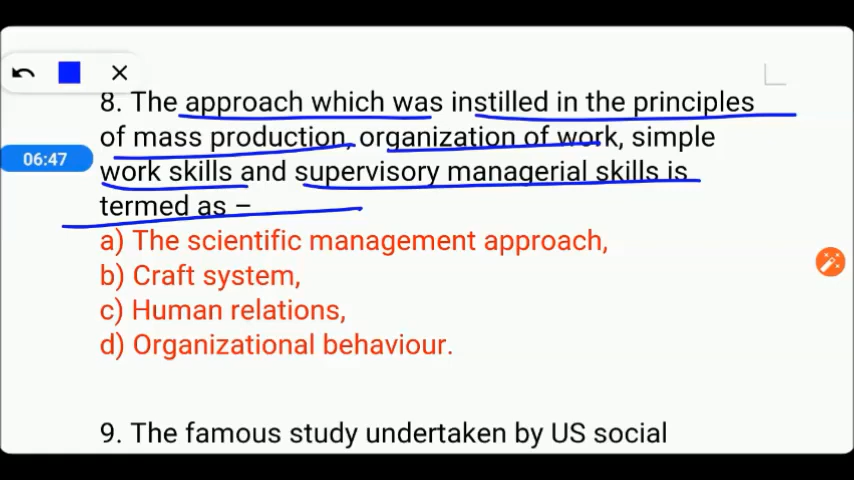 8. The approach which was instilled in the principles
of mass production, organization of work, simple
06:47
work skills and supervisory managerial skills is
termed as –
a) The scientific management approach,
b) Craft system,
c) Human relations,
d) Organizational behaviour.
9. The famous study undertaken by US social